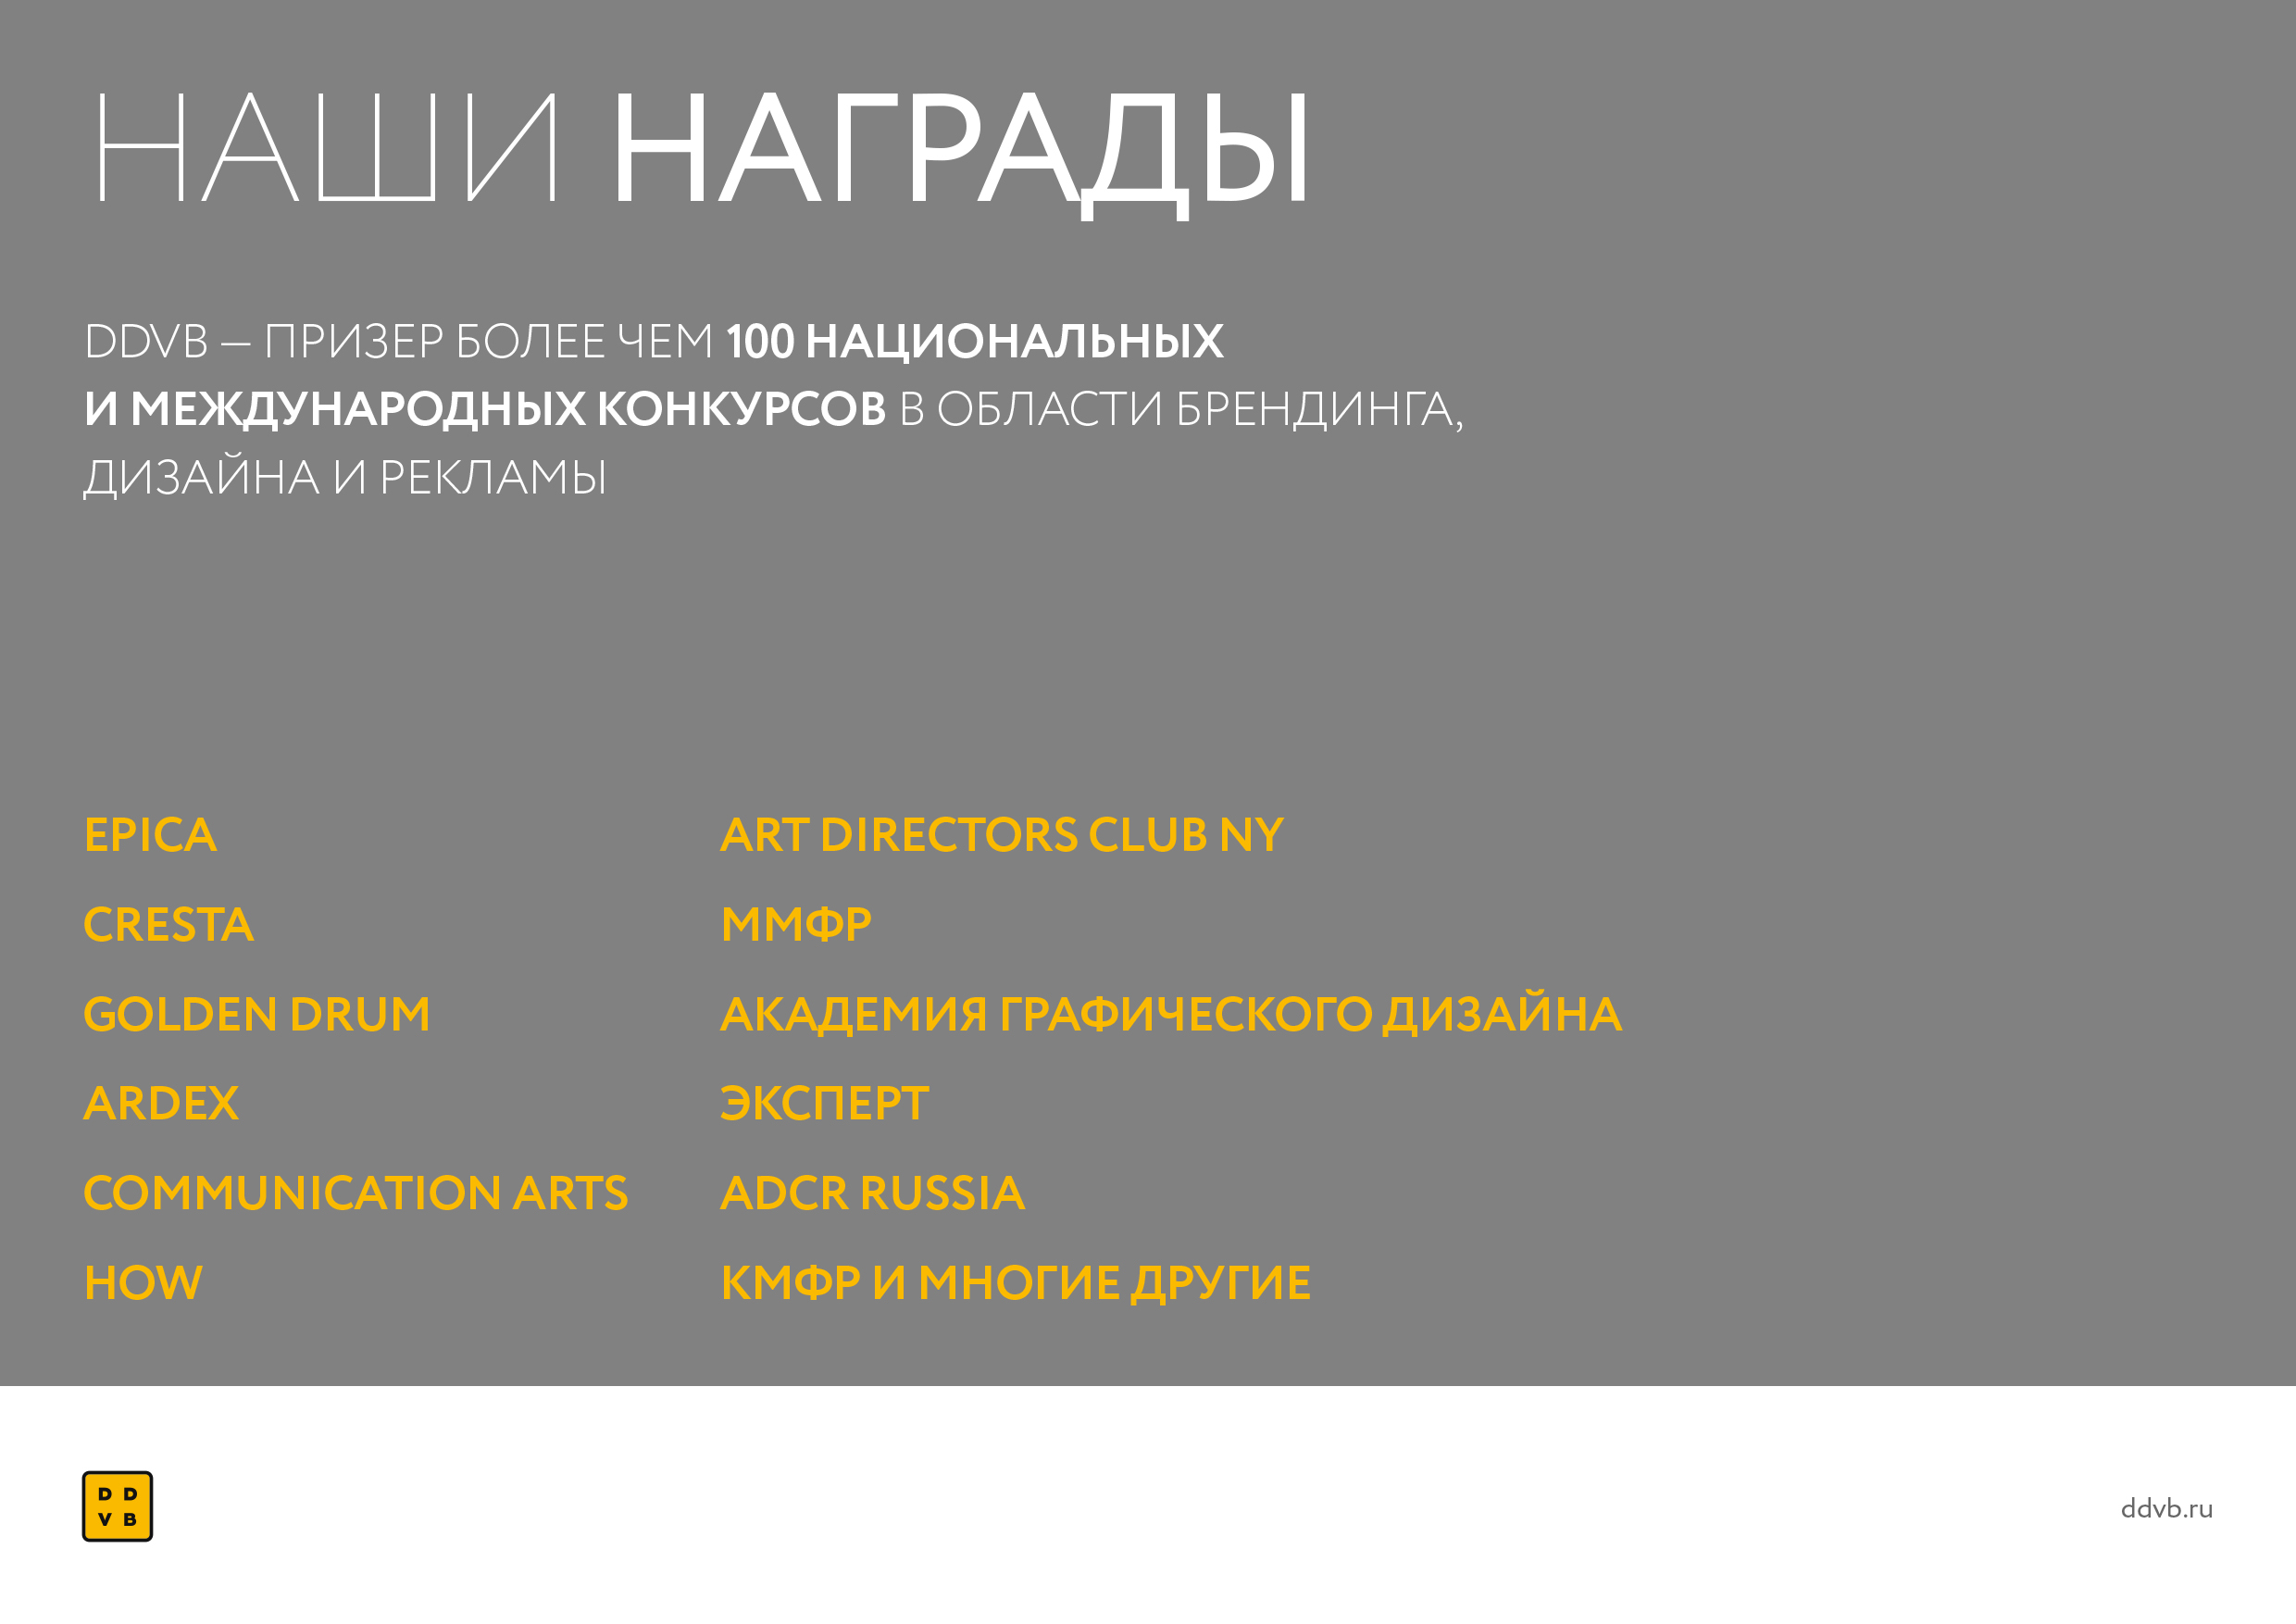 НАШИ НАГРАДЫ
DDVB — ПРИЗЕР БОЛЕЕ ЧЕМ 100 НАЦИОНАЛЬНЫХ
И МЕЖДУНАРОДНЫХ КОНКУРСОВ В ОБЛАСТИ БРЕНДИНГА,
ДИЗАЙНА И РЕКЛАМЫ
EPICA
CRESTA
GOLDEN DRUM
ARDEX
COMMUNICATION ARTS
HOW
ART DIRECTORS CLUB NY
ММФР
АКАДЕМИЯ ГРАФИЧЕСКОГО ДИЗАЙНА
ЭКСПЕРТ
ADCR RUSSIA
КМФР И МНОГИЕ ДРУГИЕ
D D
V B
ddvb.ru